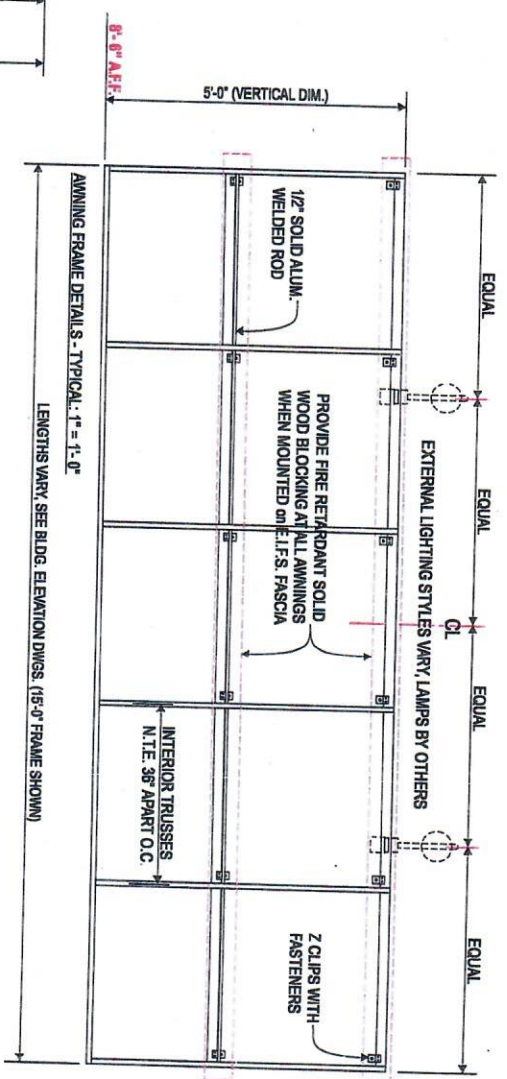 EQUAL
EQUAL
EQUAL
EQUAL
CL
EXTERNAL LIGHTING STYLES VARY, LAMPS BY OTHERS
5'-0" (VERTICAL DIM.)
8'- 6" A.F.F.
1/2" SOLID ALUM.
WELDED ROD
PROVIDE FIRE RETARDANT SOLID
WOOD BLOCKING AT ALL AWNINGS
WHEN MOUNTED on E.I.F.S. FASCIA
Z CLIPS WITH
FASTENERS
INTERIOR TRUSSES
N.T.E. 36" APART O.C.
LENGTHS VARY, SEE BLDG. ELEVATION DWGS. (15'-0" FRAME SHOWN)
AWNING FRAME DETAILS - TYPICAL: 1" = 1'- 0"